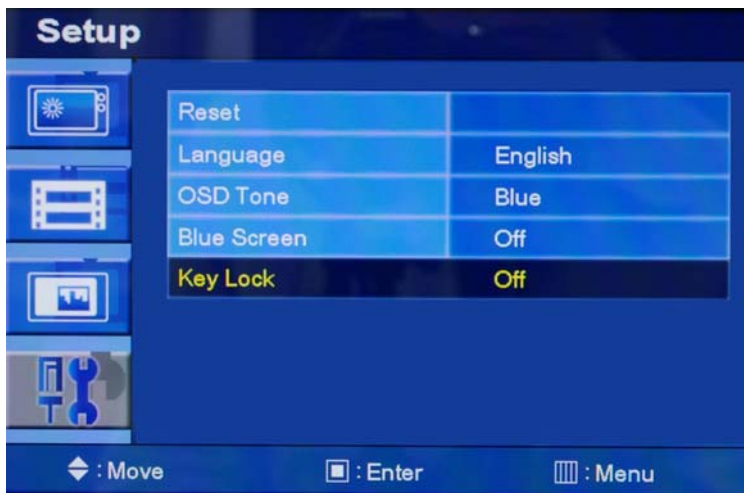 Setup
Reset
Language English
OSD Tone Blue
Blue Screen Off
Key Lock Off
: Move : Enter : Menu